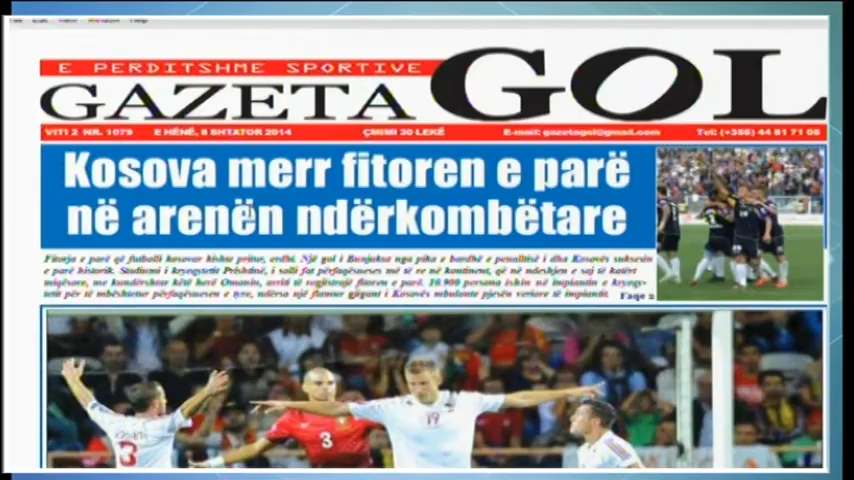 E PERDITSHME SPORTIVE
GAZETA GOL
VITI 2 NR. 1079 E HËNË, 8 SHTATOR 2014 ÇMIMI 30 LEKË E-mail: gazetagol@gmail.com Tel: (+355) 44 81 71 05
Kosova merr fitoren e parë
në arenën ndërkombëtare
Fitorja e parë që futbolli kosovar kishte pritur, erdhi. Një gol i Bunjakut nga pika e bardhë e penalltisë i dha Kosovës suksesin
e parë historik. Stadiumi i kryeqytetit Prishtinë, i solli fat përfaqësueses më të re në kontinent, që në ndeshjen e saj të katërt
miqësore, me kundërshtar këtë herë Omanin, arriti të regjistrojë fitoren e parë. 16.900 persona ishin në impiantin e kryeqy-
tetit për të mbështetur përfaqësuesen e tyre, ndërsa një flamur gjigant i Kosovës mbulonte pjesën veriore të impiantit. Faqe 2
3
19
13